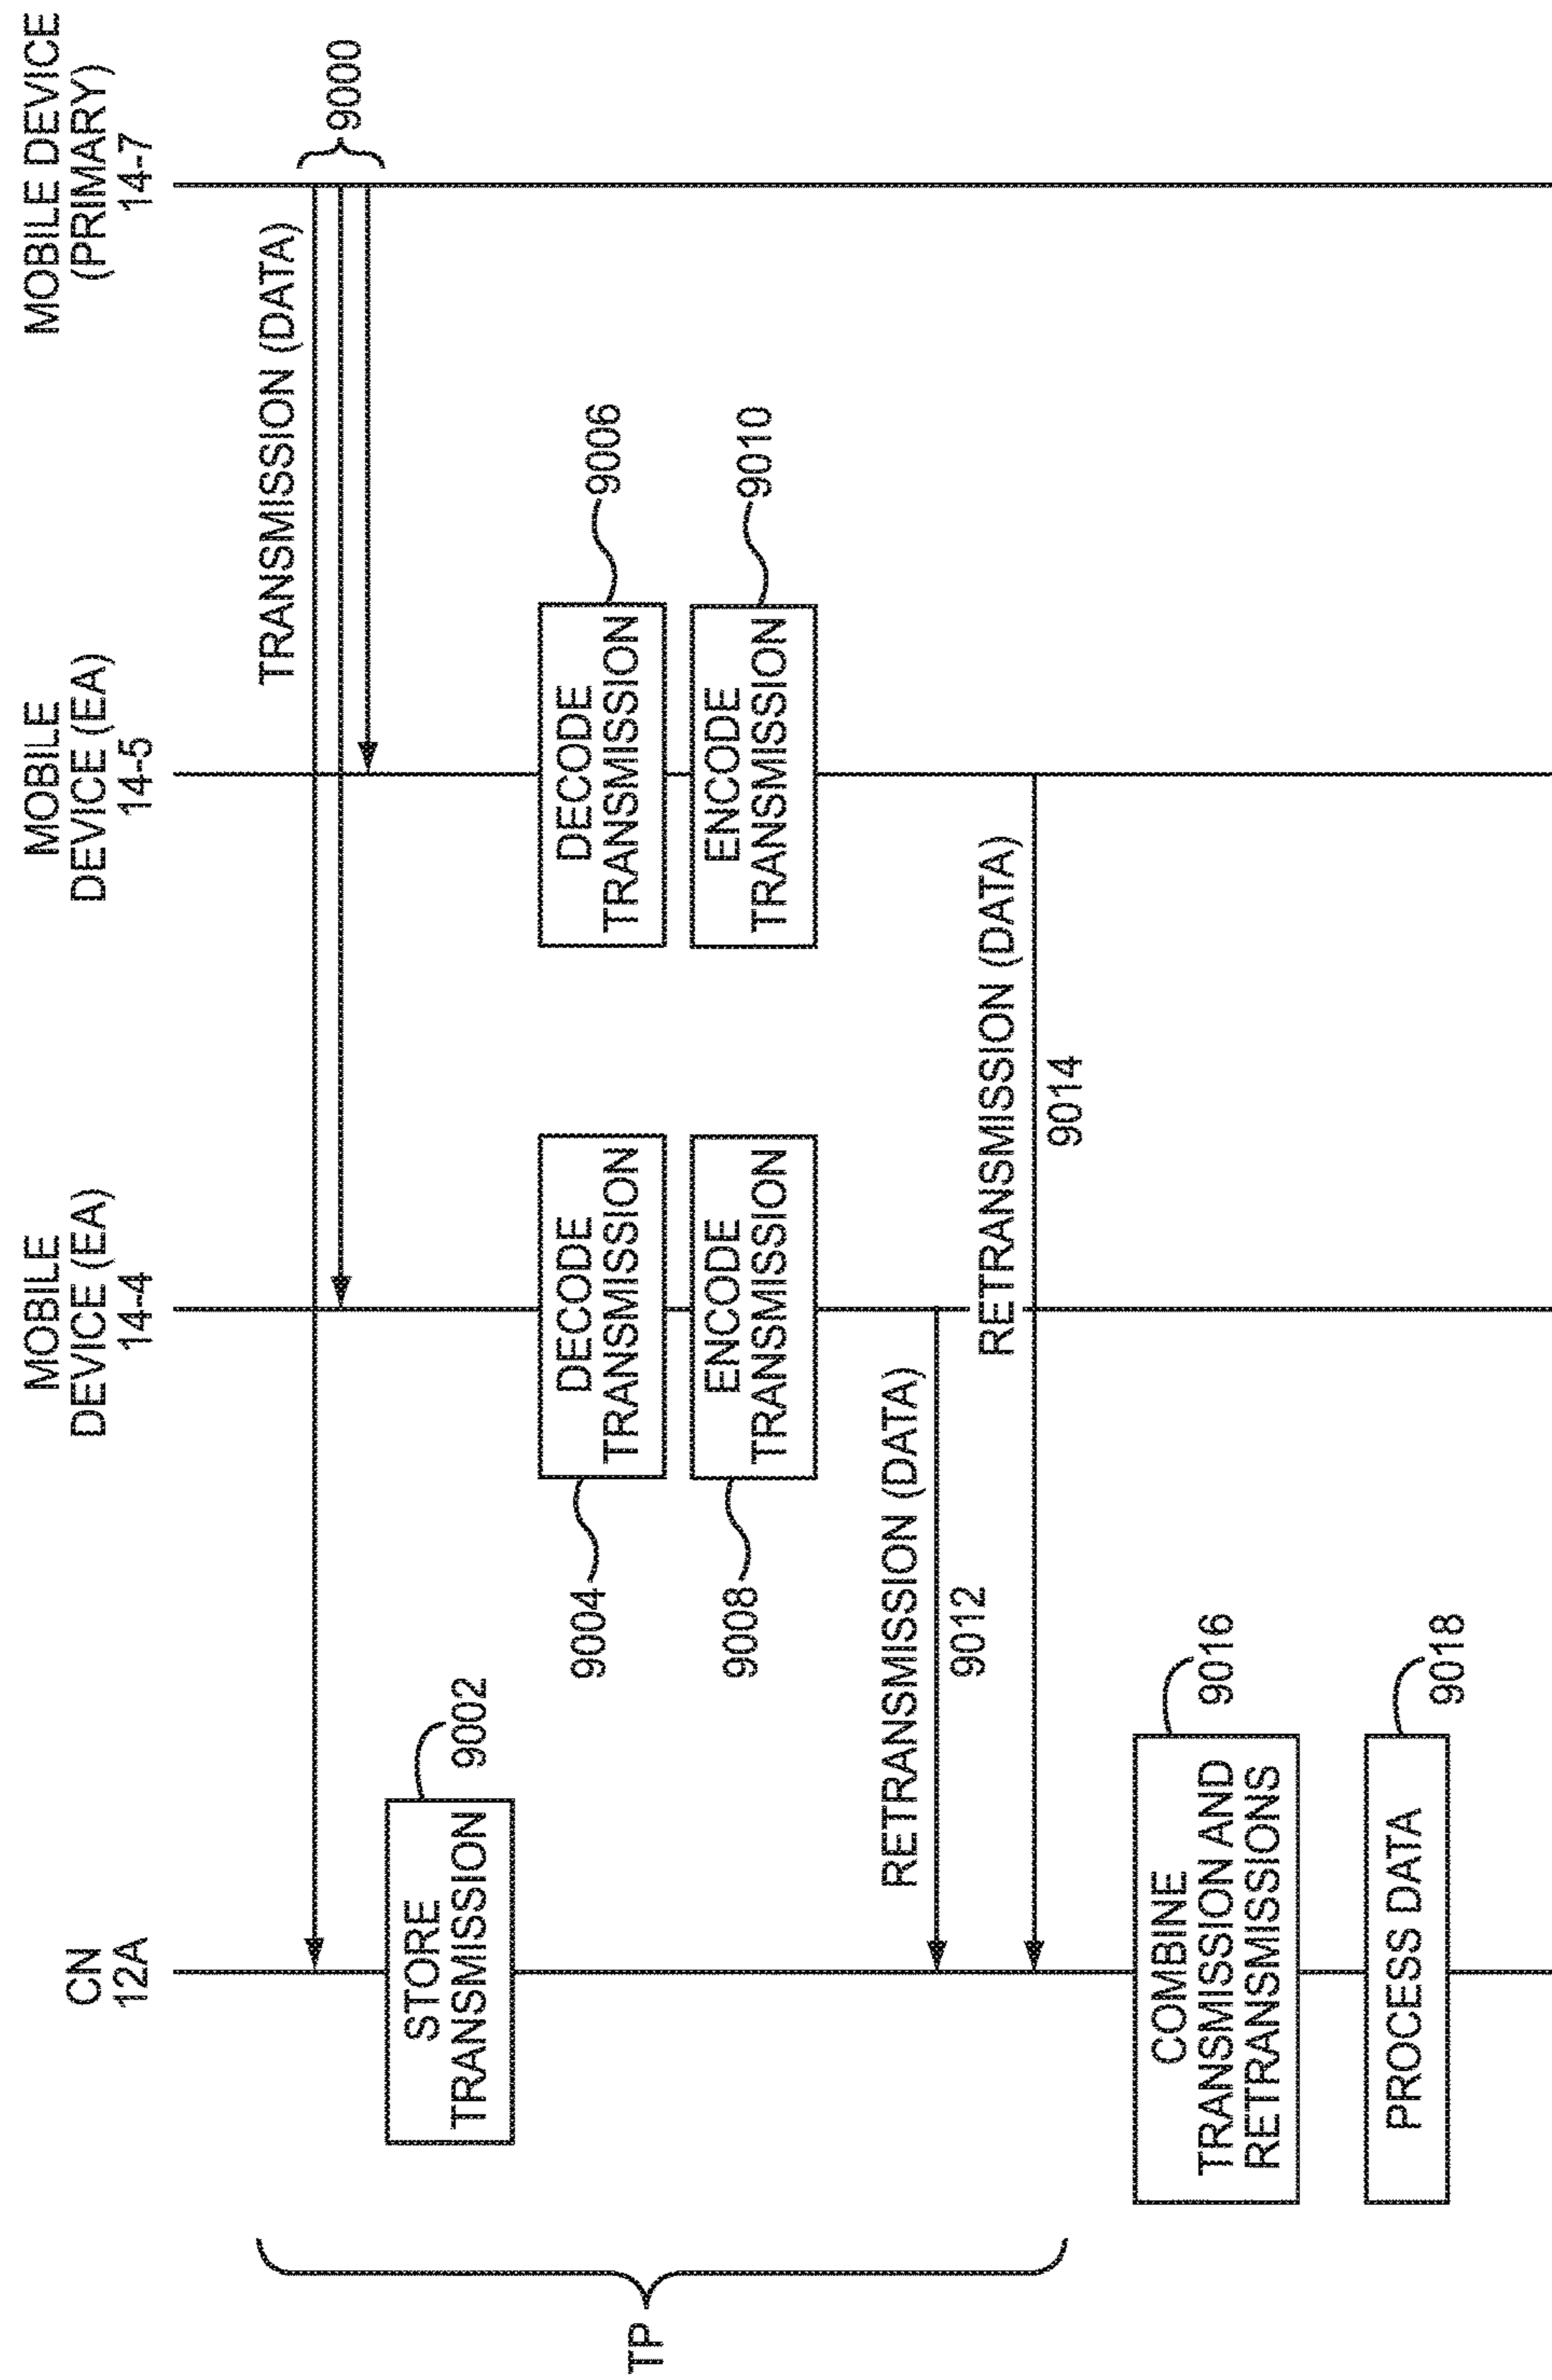 CN
12A
MOBILE
DEVICE (EA)
14-4
MOBILE
DEVICE (EA)
14-5
MOBILE DEVICE
(PRIMARY)
14-7
TRANSMISSION (DATA)
9000
STORE
TRANSMISSION
9002
DECODE
TRANSMISSION
9004
DECODE
TRANSMISSION
9006
ENCODE
TRANSMISSION
9008
ENCODE
TRANSMISSION
9010
RETRANSMISSION (DATA)
9012
RETRANSMISSION (DATA)
9014
TP
COMBINE
TRANSMISSION AND
RETRANSMISSIONS
9016
PROCESS DATA
9018